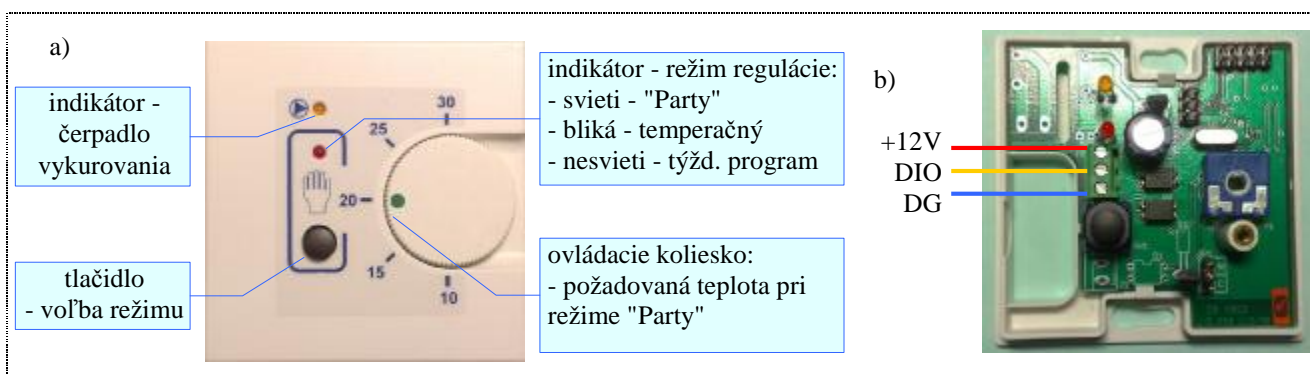 a)
indikátor -
čerpadlo
vykurovania
tlačidlo
- voľba režimu
30
25
20
15
10
indikátor - režim regulácie:
- svieti - "Party"
- bliká - temperačný
- nesvieti - týžd. program
ovládacie koliesko:
- požadovaná teplota pri
režime "Party"
b)
+12V
DIO
DG